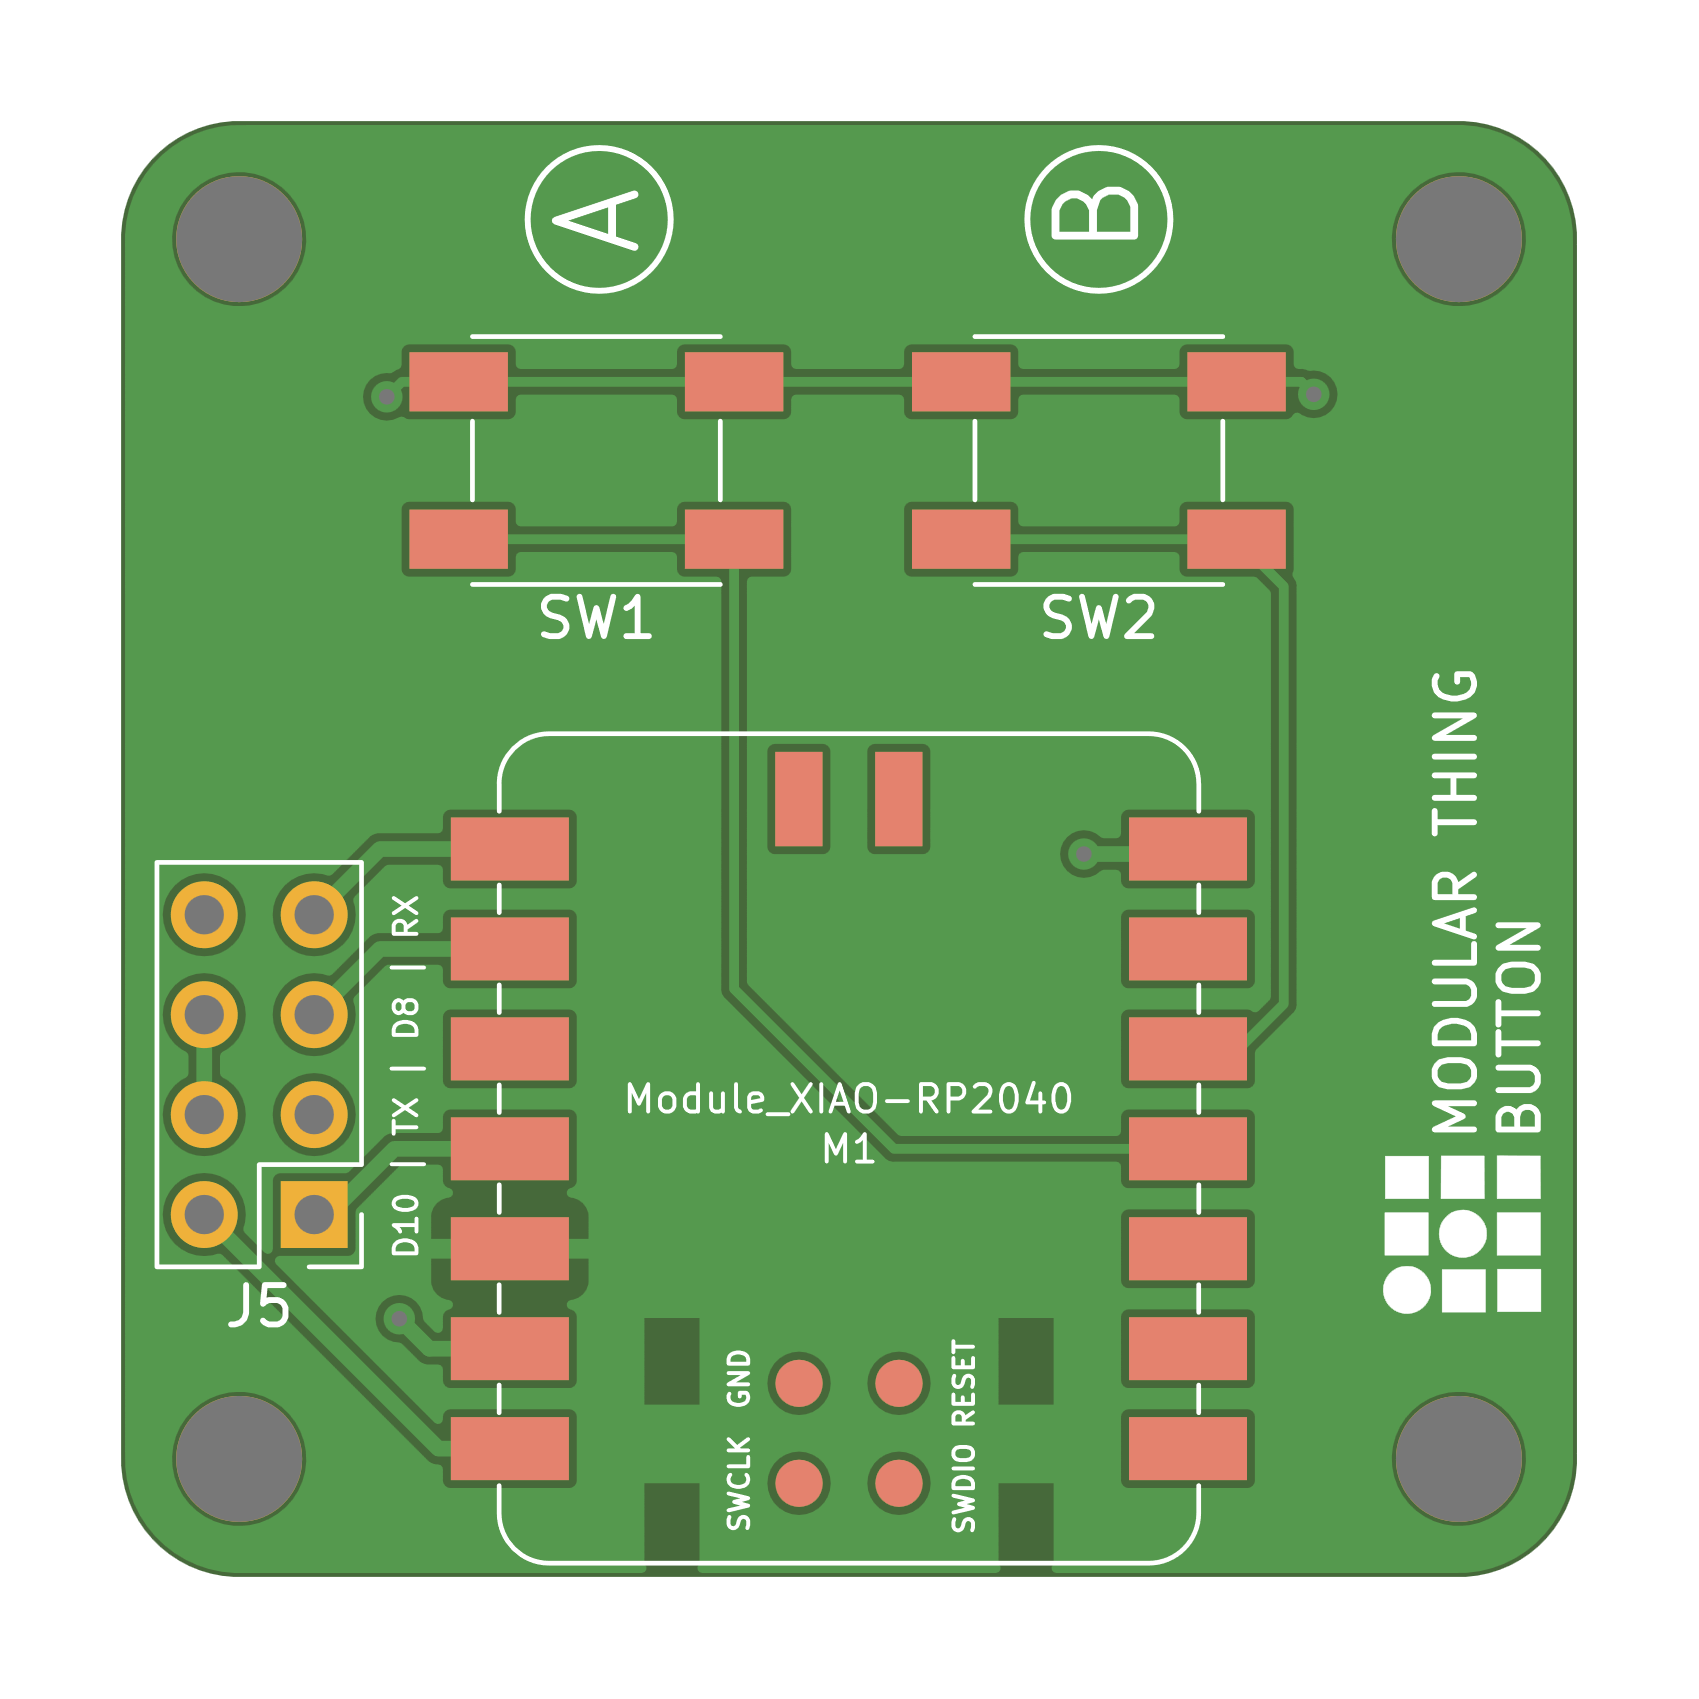 A
B
SW1
SW2
MODULAR THING
BUTTON
Module_XIAO-RP2040
M1
D10 | TX | D8 | RX
J5
SWCLK GND
SWDIO RESET